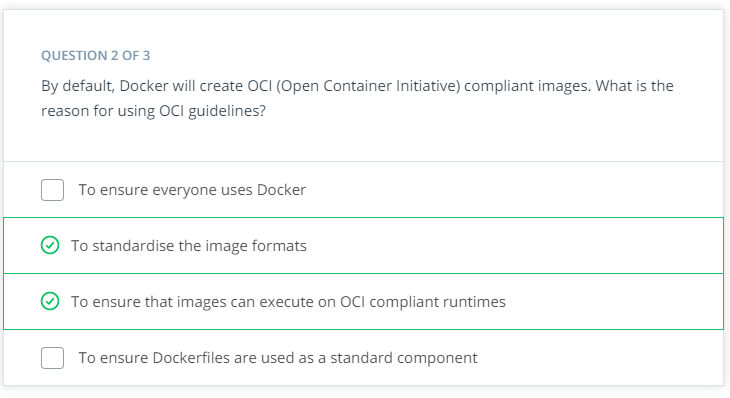 QUESTION 2 OF 3
By default, Docker will create OCI (Open Container Initiative) compliant images. What is the
reason for using OCI guidelines?
To ensure everyone uses Docker
To standardise the image formats
To ensure that images can execute on OCI compliant runtimes
To ensure Dockerfiles are used as a standard component